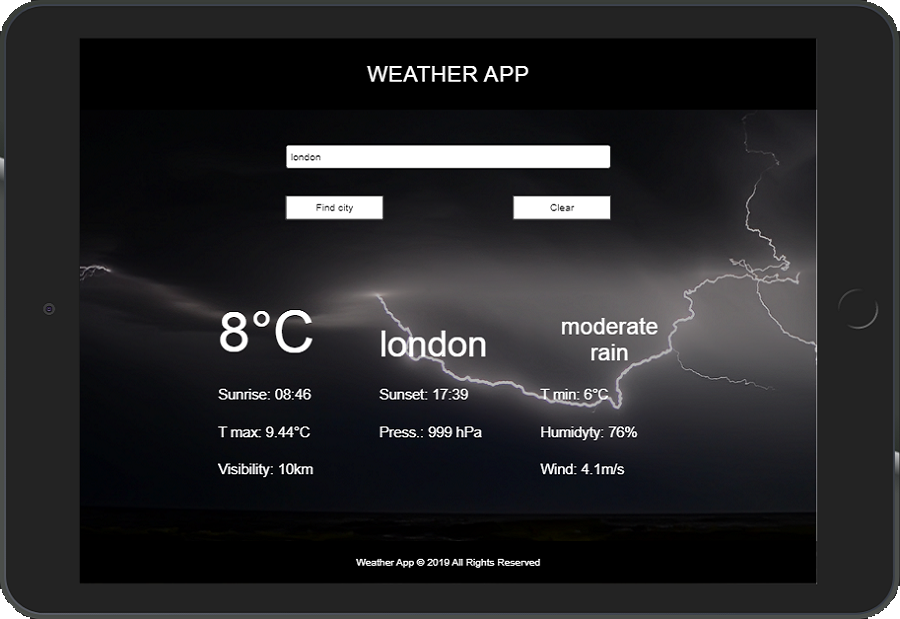 WEATHER APP
london
Find city Clear
8°C london moderate
rain
Sunrise: 08:46 Sunset: 17:39 T min: 6°C
T max: 9.44°C Press.: 999 hPa Humidyty: 76%
Visibility: 10km Wind: 4.1m/s
Weather App © 2019 All Rights Reserved